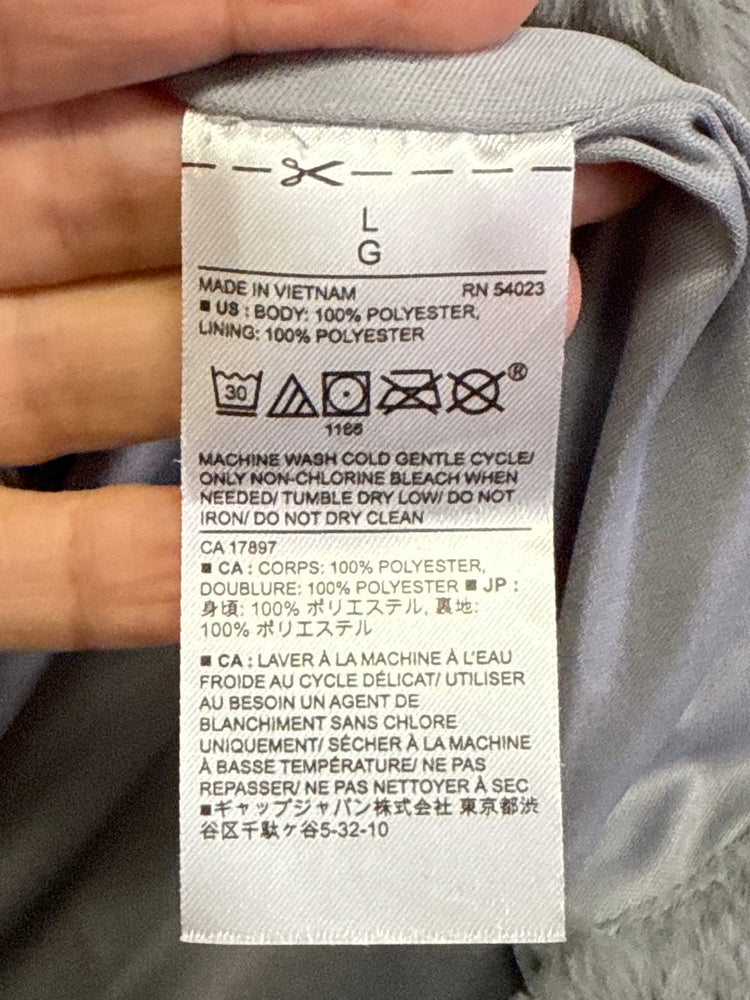 L
G
MADE IN VIETNAM RN 54023
■ US : BODY: 100% POLYESTER,
LINING: 100% POLYESTER
30
®
1166
MACHINE WASH COLD GENTLE CYCLE/
ONLY NON-CHLORINE BLEACH WHEN
NEEDED/ TUMBLE DRY LOW/ DO NOT
IRON/ DO NOT DRY CLEAN
CA 17897
■ CA : CORPS: 100% POLYESTER,
DOUBLURE: 100% POLYESTER ■ JP :
身頃: 100% ポリエステル, 裏地:
100% ポリエステル
■ CA : LAVER À LA MACHINE À L'EAU
FROIDE AU CYCLE DÉLICAT/ UTILISER
AU BESOIN UN AGENT DE
BLANCHIMENT SANS CHLORE
UNIQUEMENT/ SÉCHER À LA MACHINE
À BASSE TEMPÉRATURE/ NE PAS
REPASSER/ NE PAS NETTOYER À SEC
■ギャップジャパン株式会社 東京都渋
谷区千駄ケ谷5-32-10